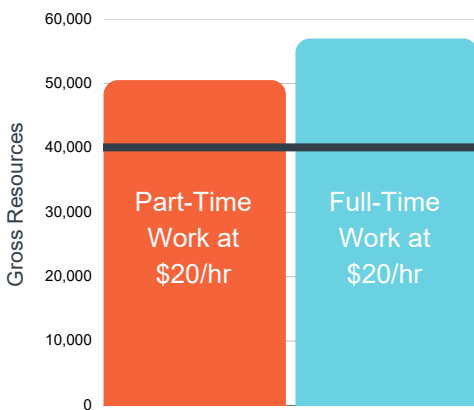 60,000
50,000
40,000
30,000
20,000
10,000
0
Gross Resources
Part-Time
Work at
$20/hr
Full-Time
Work at
$20/hr